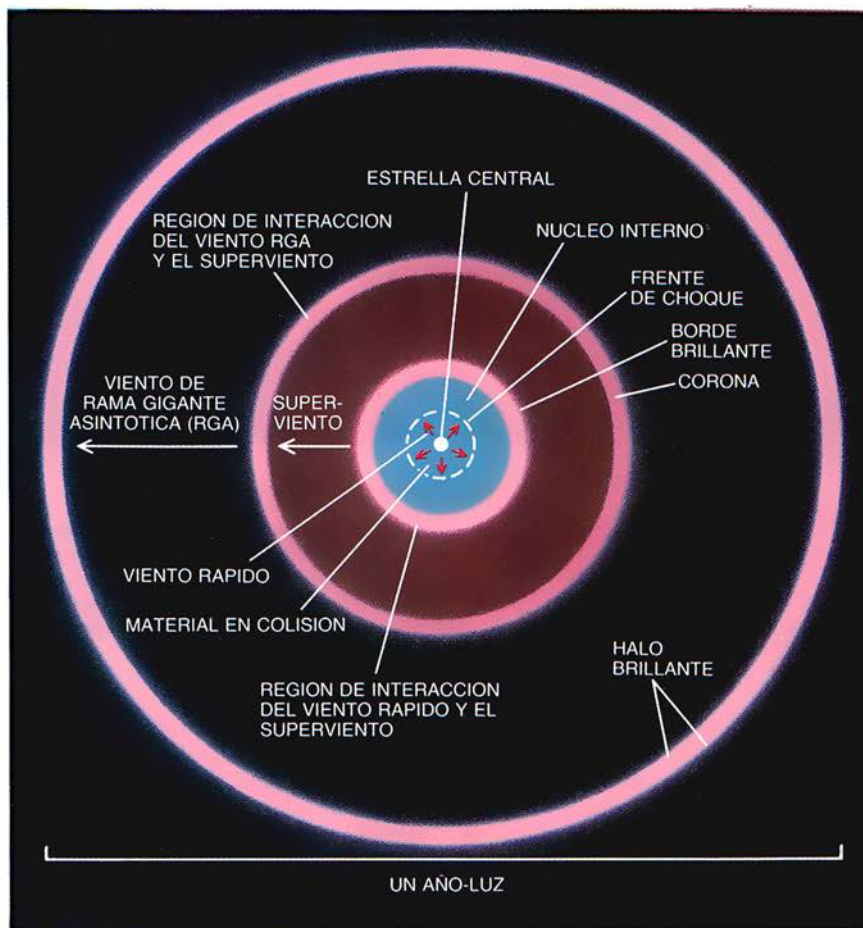 ESTRELLA CENTRAL
REGION DE INTERACCION
DEL VIENTO RGA
Y EL SUPERVIENTO
NUCLEO INTERNO
FRENTE
DE CHOQUE
BORDE
BRILLANTE
CORONA
VIENTO DE
RAMA GIGANTE
ASINTOTICA (RGA)
SUPER-
VIENTO
VIENTO RAPIDO
MATERIAL EN COLISION
REGION DE INTERACCION
DEL VIENTO RAPIDO Y EL
SUPERVIENTO
HALO
BRILLANTE
UN AÑO-LUZ